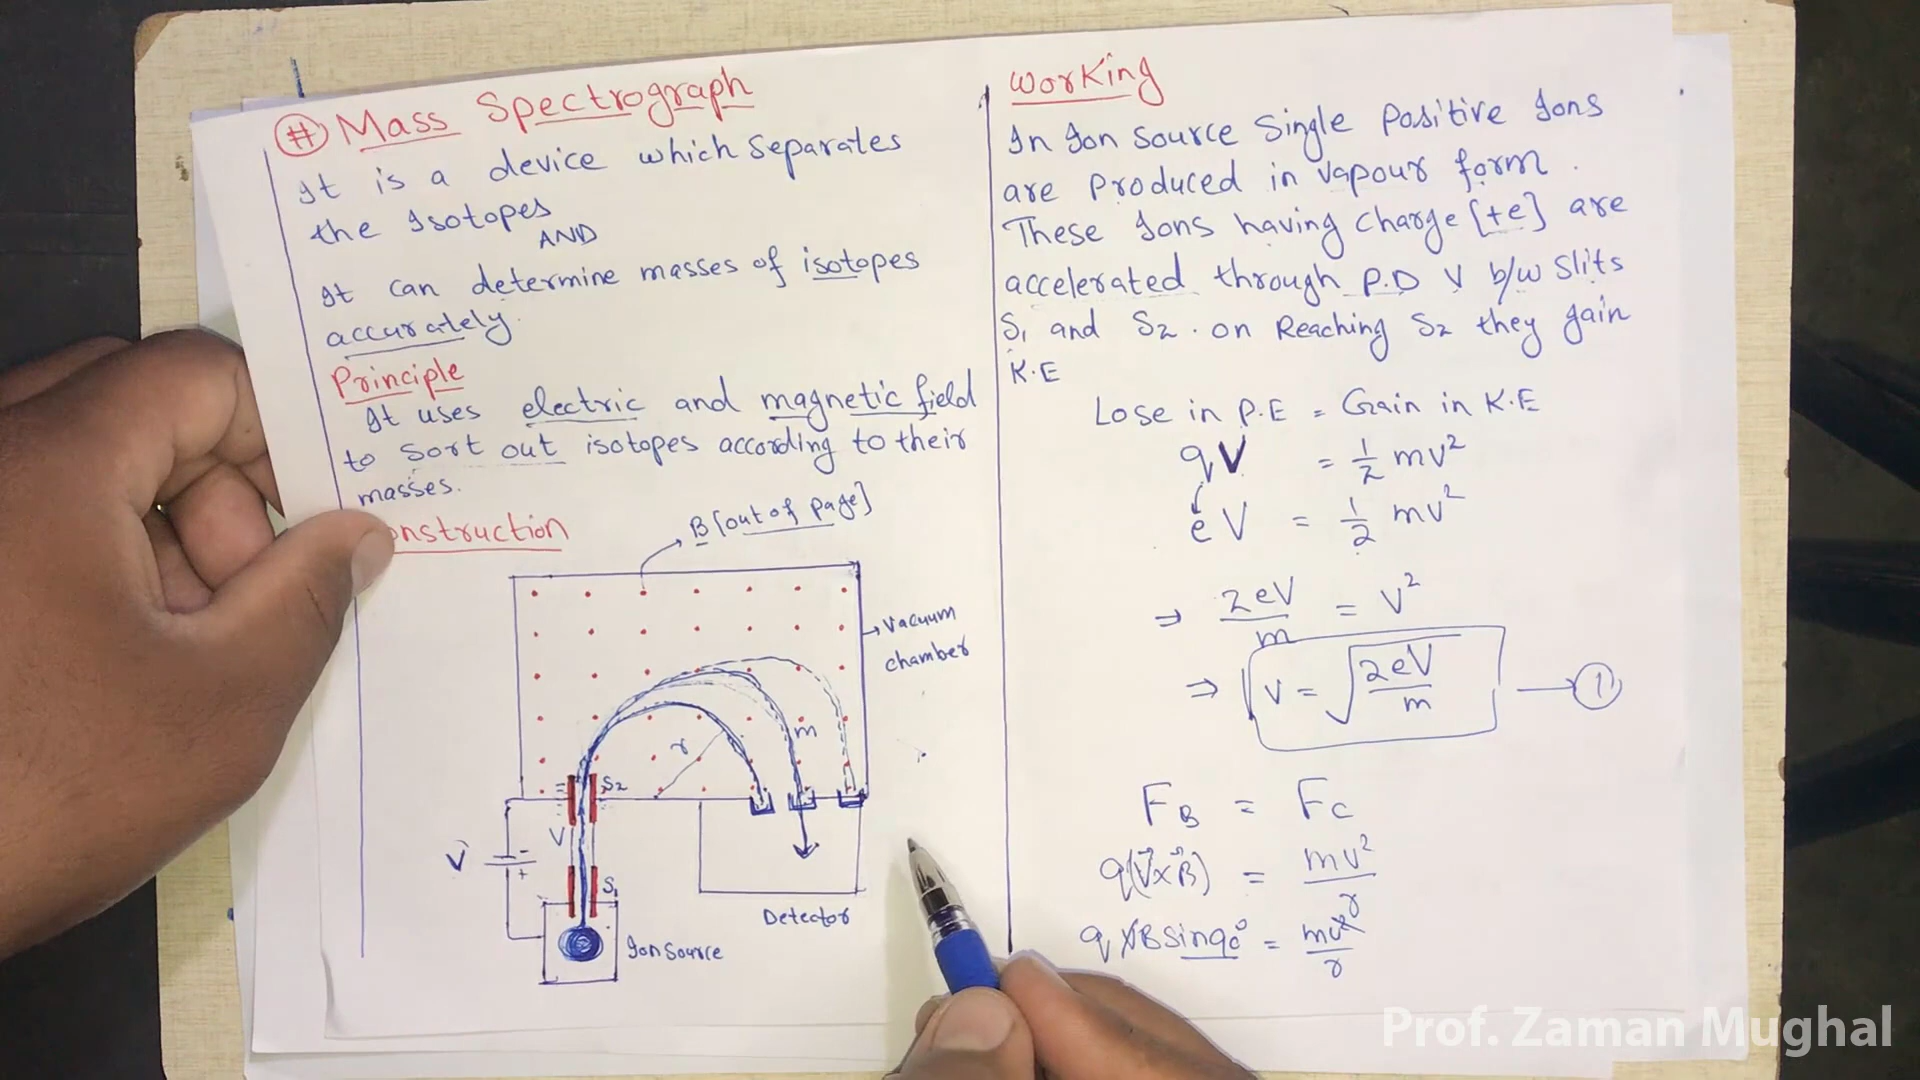 # Mass Spectrograph
It is a device which separates
the Isotopes
AND
It can determine masses of isotopes
accurately.
Principle
It uses electric and magnetic field
to sort out isotopes according to their
masses.
onstruction
B [out of page]
Vacuum
chamber
m
r
S2
V
V
-
+
S1
Detector
Ion Source
Working
In Ion Source Single Positive Ions
are Produced in vapour form.
These Ions having charge [+e] are
accelerated through P.D V b/w Slits
S1 and S2. on Reaching S2 they gain
K.E
Lose in P.E = Gain in K.E
qV = 1/2 mv²
eV = 1/2 mv²
⇒ 2eV/m = V²
⇒ V = √(2eV/m) → 1
FB = FC
q(V⃗×B⃗) = mv²/r
qVBsin90° = mv²/r
Prof. Zaman Mughal